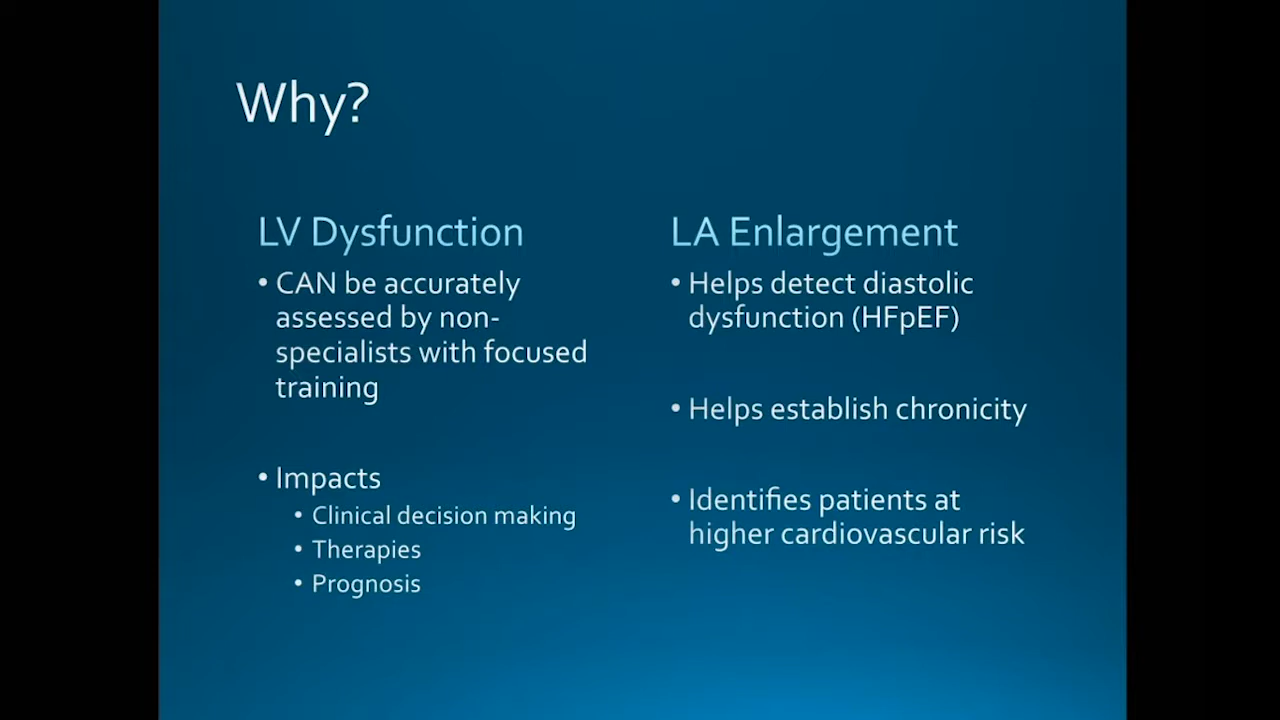 Why?
LV Dysfunction
• CAN be accurately
assessed by non-
specialists with focused
training
• Impacts
• Clinical decision making
• Therapies
• Prognosis
LA Enlargement
• Helps detect diastolic
dysfunction (HFpEF)
• Helps establish chronicity
• Identifies patients at
higher cardiovascular risk